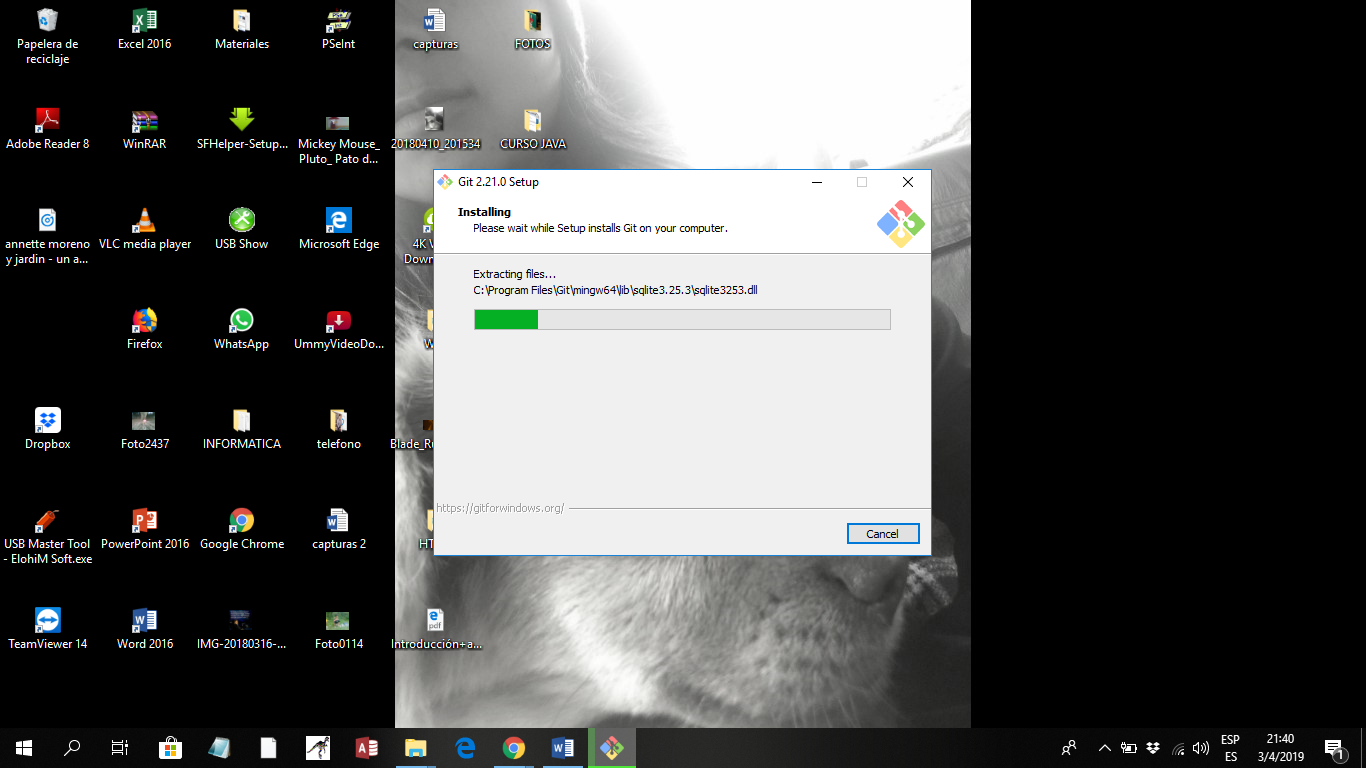 Papelera de
reciclaje
Excel 2016
Materiales
PSeInt
capturas
FOTOS
Adobe Reader 8
WinRAR
SFHelper-Setup...
Mickey Mouse_
Pluto_ Pato d...
20180410_201534
CURSO JAVA
annette moreno
y jardin - un a...
VLC media player
USB Show
Microsoft Edge
4K
Down
Firefox
WhatsApp
UmmyVideoDo...
Dropbox
Foto2437
INFORMATICA
telefono
Blade_Ru
USB Master Tool
- ElohiM Soft.exe
PowerPoint 2016
Google Chrome
capturas 2
HT
TeamViewer 14
Word 2016
IMG-20180316-...
Foto0114
pdf
Introducción+a...
Git 2.21.0 Setup
Installing
Please wait while Setup installs Git on your computer.
Extracting files...
C:\Program Files\Git\mingw64\lib\sqlite3.25.3\sqlite3253.dll
https://gitforwindows.org/
Cancel
ESP
ES
21:40
3/4/2019
1